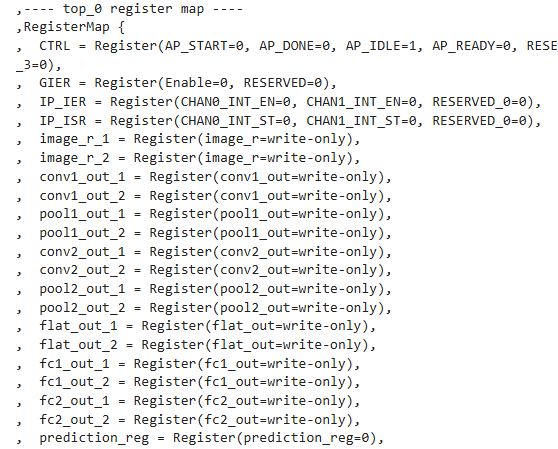 ,---- top_0 register map ----
,RegisterMap {
,  CTRL = Register(AP_START=0, AP_DONE=0, AP_IDLE=1, AP_READY=0, RESE
_3=0),
,  GIER = Register(Enable=0, RESERVED=0),
,  IP_IER = Register(CHAN0_INT_EN=0, CHAN1_INT_EN=0, RESERVED_0=0),
,  IP_ISR = Register(CHAN0_INT_ST=0, CHAN1_INT_ST=0, RESERVED_0=0),
,  image_r_1 = Register(image_r=write-only),
,  image_r_2 = Register(image_r=write-only),
,  conv1_out_1 = Register(conv1_out=write-only),
,  conv1_out_2 = Register(conv1_out=write-only),
,  pool1_out_1 = Register(pool1_out=write-only),
,  pool1_out_2 = Register(pool1_out=write-only),
,  conv2_out_1 = Register(conv2_out=write-only),
,  conv2_out_2 = Register(conv2_out=write-only),
,  pool2_out_1 = Register(pool2_out=write-only),
,  pool2_out_2 = Register(pool2_out=write-only),
,  flat_out_1 = Register(flat_out=write-only),
,  flat_out_2 = Register(flat_out=write-only),
,  fc1_out_1 = Register(fc1_out=write-only),
,  fc1_out_2 = Register(fc1_out=write-only),
,  fc2_out_1 = Register(fc2_out=write-only),
,  fc2_out_2 = Register(fc2_out=write-only),
,  prediction_reg = Register(prediction_reg=0),